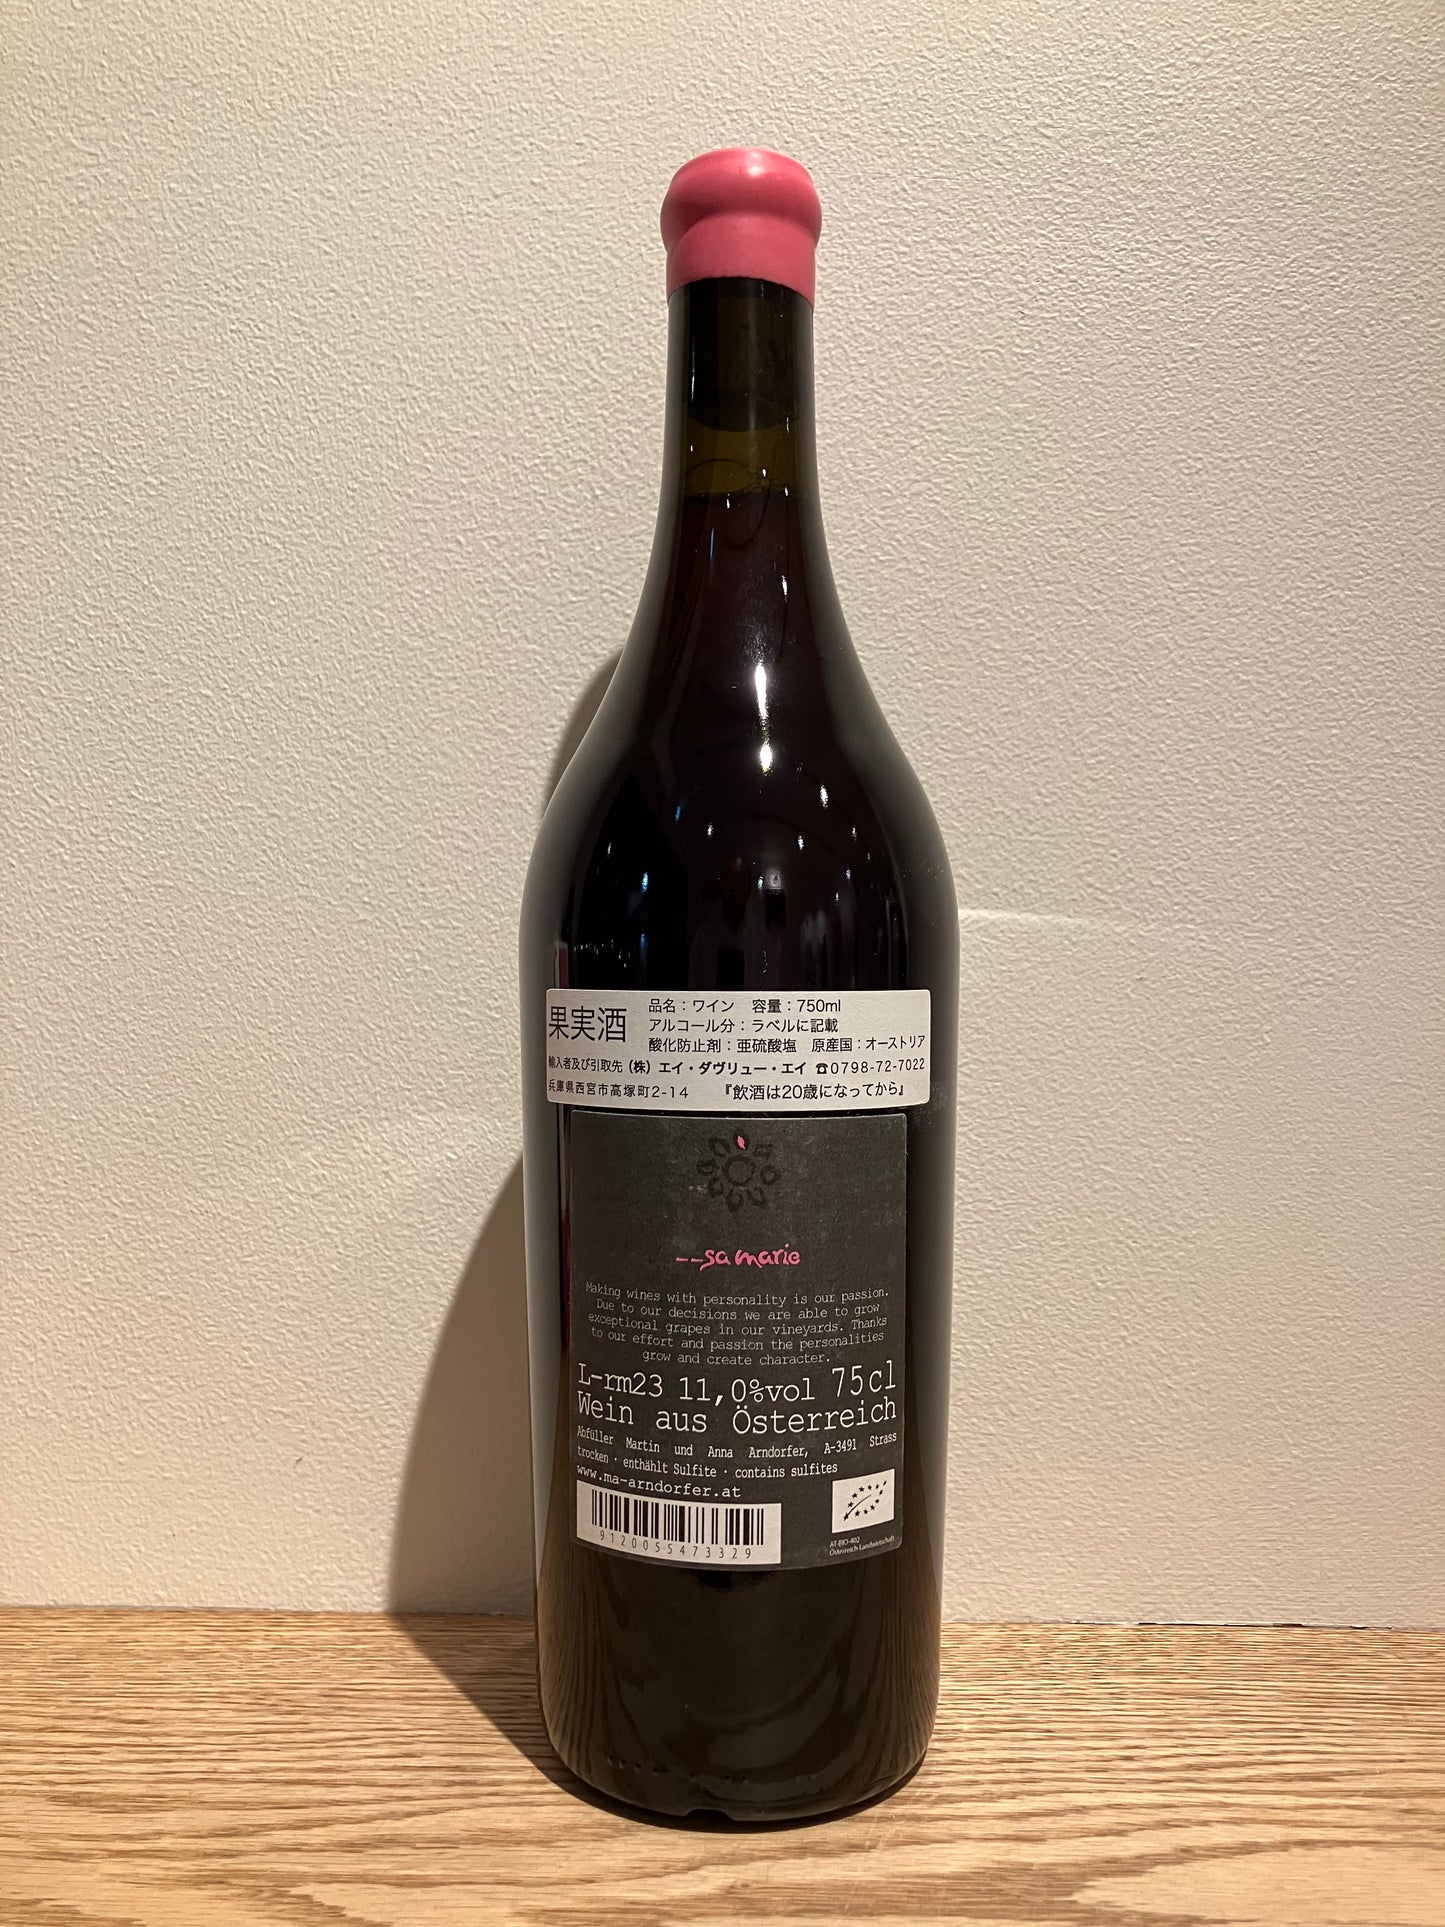 果実酒
品名：ワイン　容量：750ml
アルコール分：ラベルに記載
酸化防止剤：亜硫酸塩　原産国：オーストリア
輸入者及び引取先（株）エイ・ダヴリュー・エイ ☎0798-72-7022
兵庫県西宮市高塚町2-14　『飲酒は20歳になってから』
--sa marie
Making wines with personality is our passion.
Due to our decisions we are able to grow
exceptional grapes in our vineyards. Thanks
to our effort and passion the personalities
grow and create character.
L-rm23 11,0%vol 75cl
Wein aus Österreich
Abfüller Martin und Anna Arndorfer, A-3491 Strass
trocken · enthählt Sulfite · contains sulfites
www.ma-arndorfer.at
9120055473329
AT-BIO-402
Österreich-Landwirtschaft